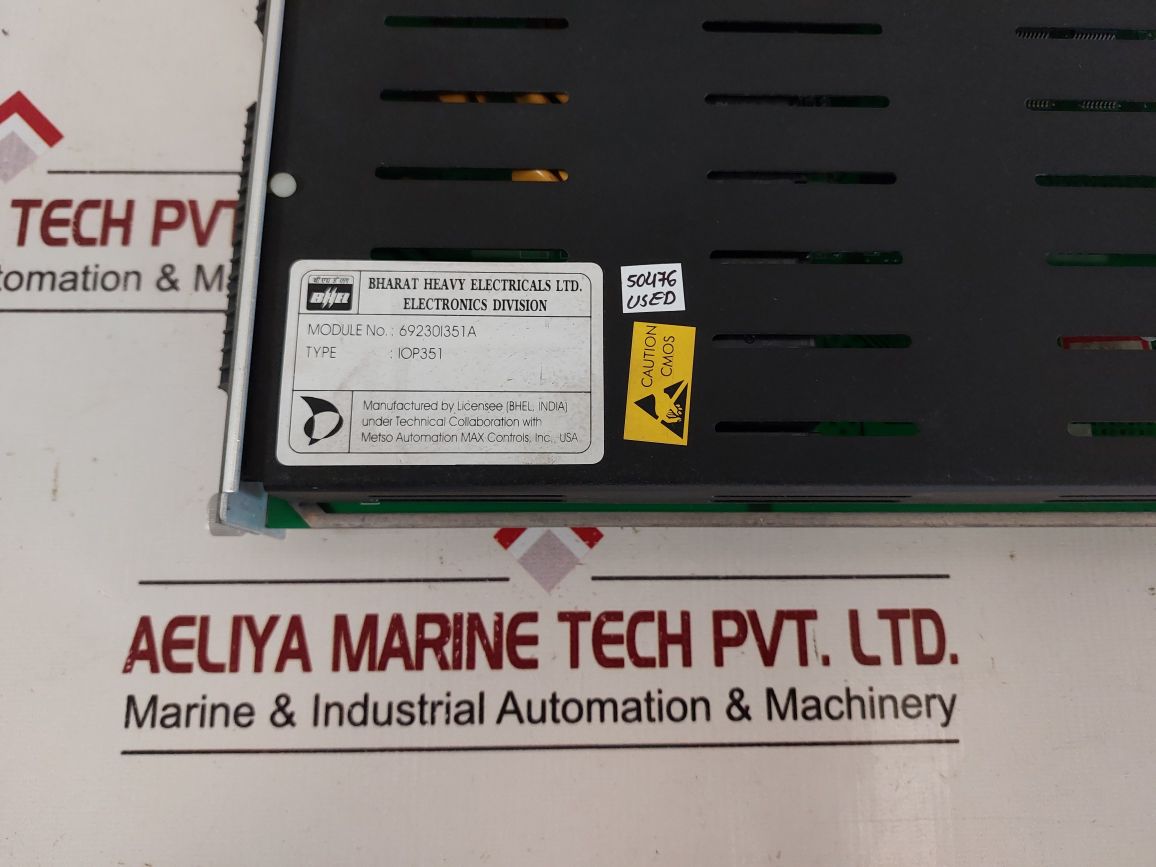 TECH PVT
tomation & M
बी एच ई एल
BHEL
BHARAT HEAVY ELECTRICALS LTD.
ELECTRONICS DIVISION
MODULE No. : 69230I351A
TYPE : IOP351
Manufactured by Licensee (BHEL, INDIA)
under Technical Collaboration with
Metso Automation MAX Controls, Inc., USA
50476
USED
CAUTION
CMOS
AELIYA MARINE TECH PVT. LTD.
Marine & Industrial Automation & Machinery